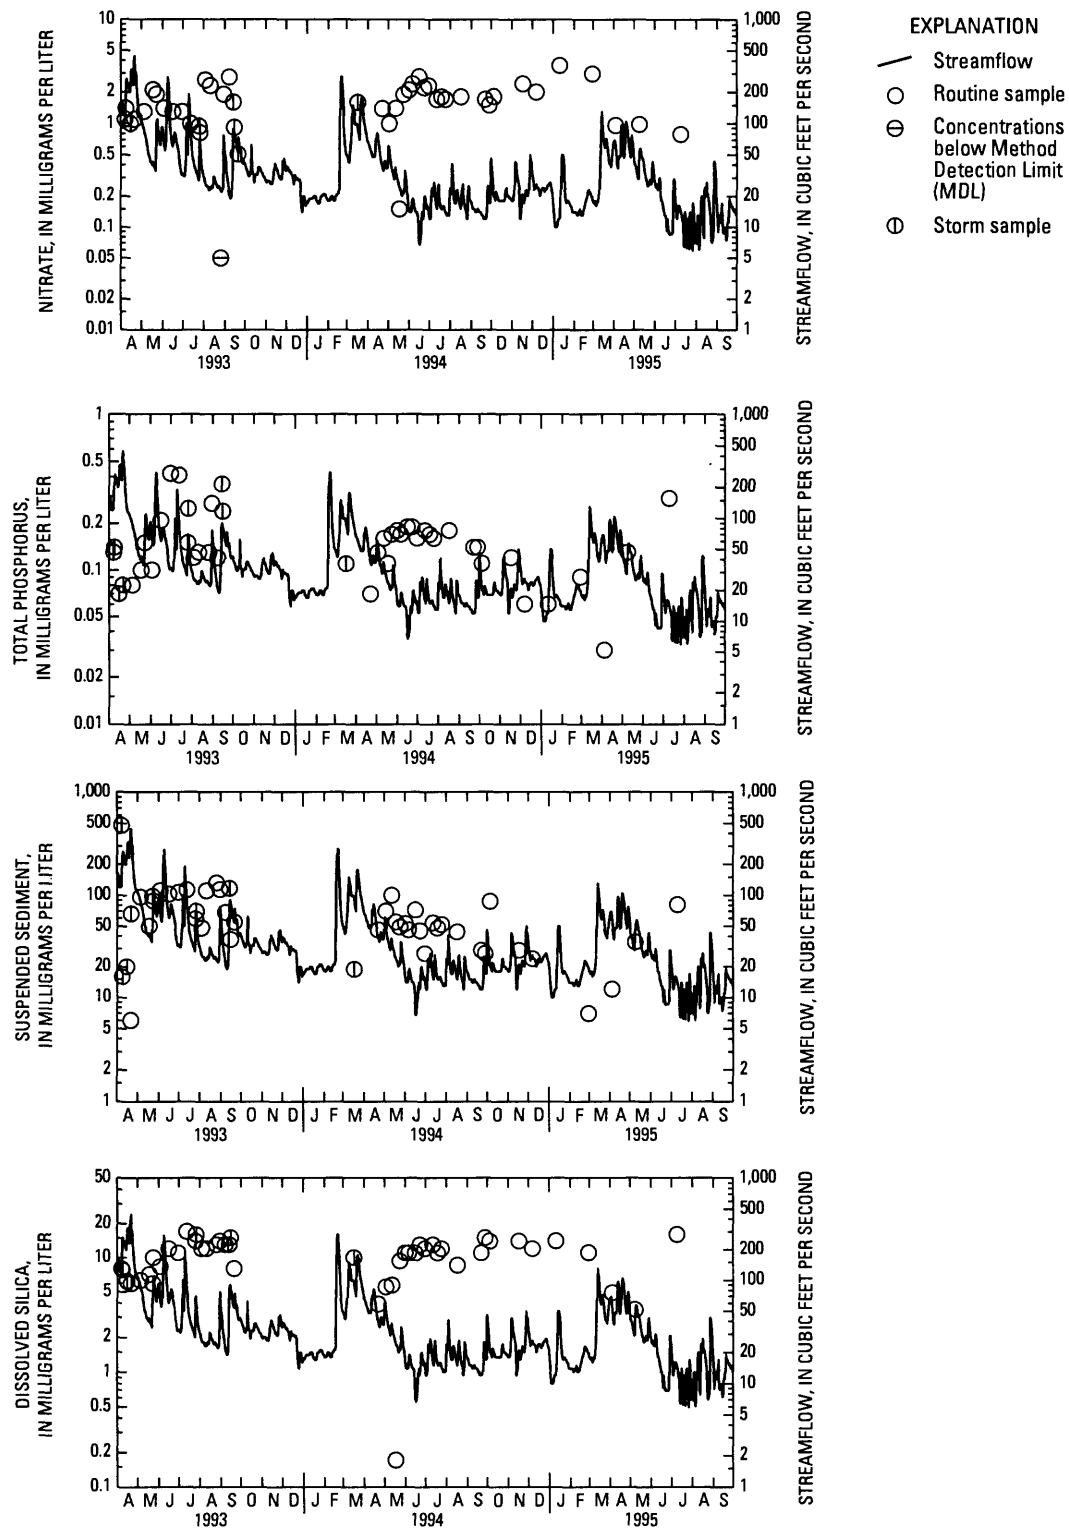 EXPLANATION
Streamflow
Routine sample
Concentrations
below Method
Detection Limit
(MDL)
Storm sample
NITRATE, IN MILLIGRAMS PER LITER
10
5
2
1
0.5
0.2
0.1
0.05
0.02
0.01
1,000
500
200
100
50
20
10
5
2
1
STREAMFLOW, IN CUBIC FEET PER SECOND
A M J J A S O N D J F M A M J J A S O N D J F M A M J J A S
1993 1994 1995
TOTAL PHOSPHORUS,
IN MILLIGRAMS PER LITER
1
0.5
0.2
0.1
0.05
0.02
0.01
1,000
500
200
100
50
20
10
5
2
1
STREAMFLOW, IN CUBIC FEET PER SECOND
A M J J A S O N D J F M A M J J A S O N D J F M A M J J A S
1993 1994 1995
SUSPENDED SEDIMENT,
IN MILLIGRAMS PER LITER
1,000
500
200
100
50
20
10
5
2
1
1,000
500
200
100
50
20
10
5
2
1
STREAMFLOW, IN CUBIC FEET PER SECOND
A M J J A S O N D J F M A M J J A S O N D J F M A M J J A S
1993 1994 1995
DISSOLVED SILICA,
IN MILLIGRAMS PER LITER
50
20
10
5
2
1
0.5
0.2
0.1
1,000
500
200
100
50
20
10
5
2
1
STREAMFLOW, IN CUBIC FEET PER SECOND
A M J J A S O N D J F M A M J J A S O N D J F M A M J J A S
1993 1994 1995